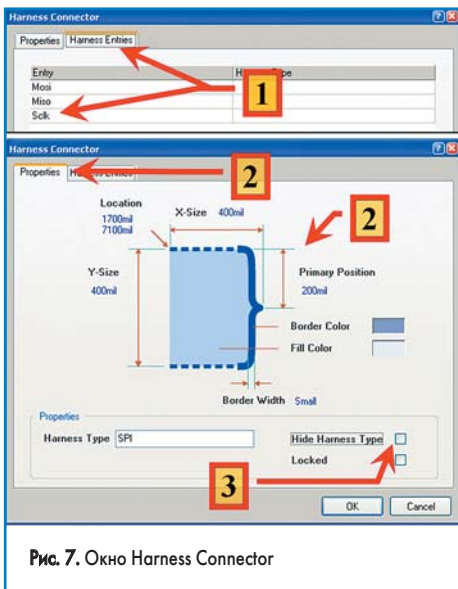 Harness Connector
Properties Harness Entries
Entry
Mosi
Miso
Sclk
1
Harness Connector
Properties
2
Location
1700mil
7100mil
X-Size 400mil
2
Y-Size
400mil
Primary Position
200mil
Border Color
Fill Color
Border Width Small
Properties
Harness Type SPI
Hide Harness Type
Locked
3
OK Cancel
Рис. 7. Окно Harness Connector